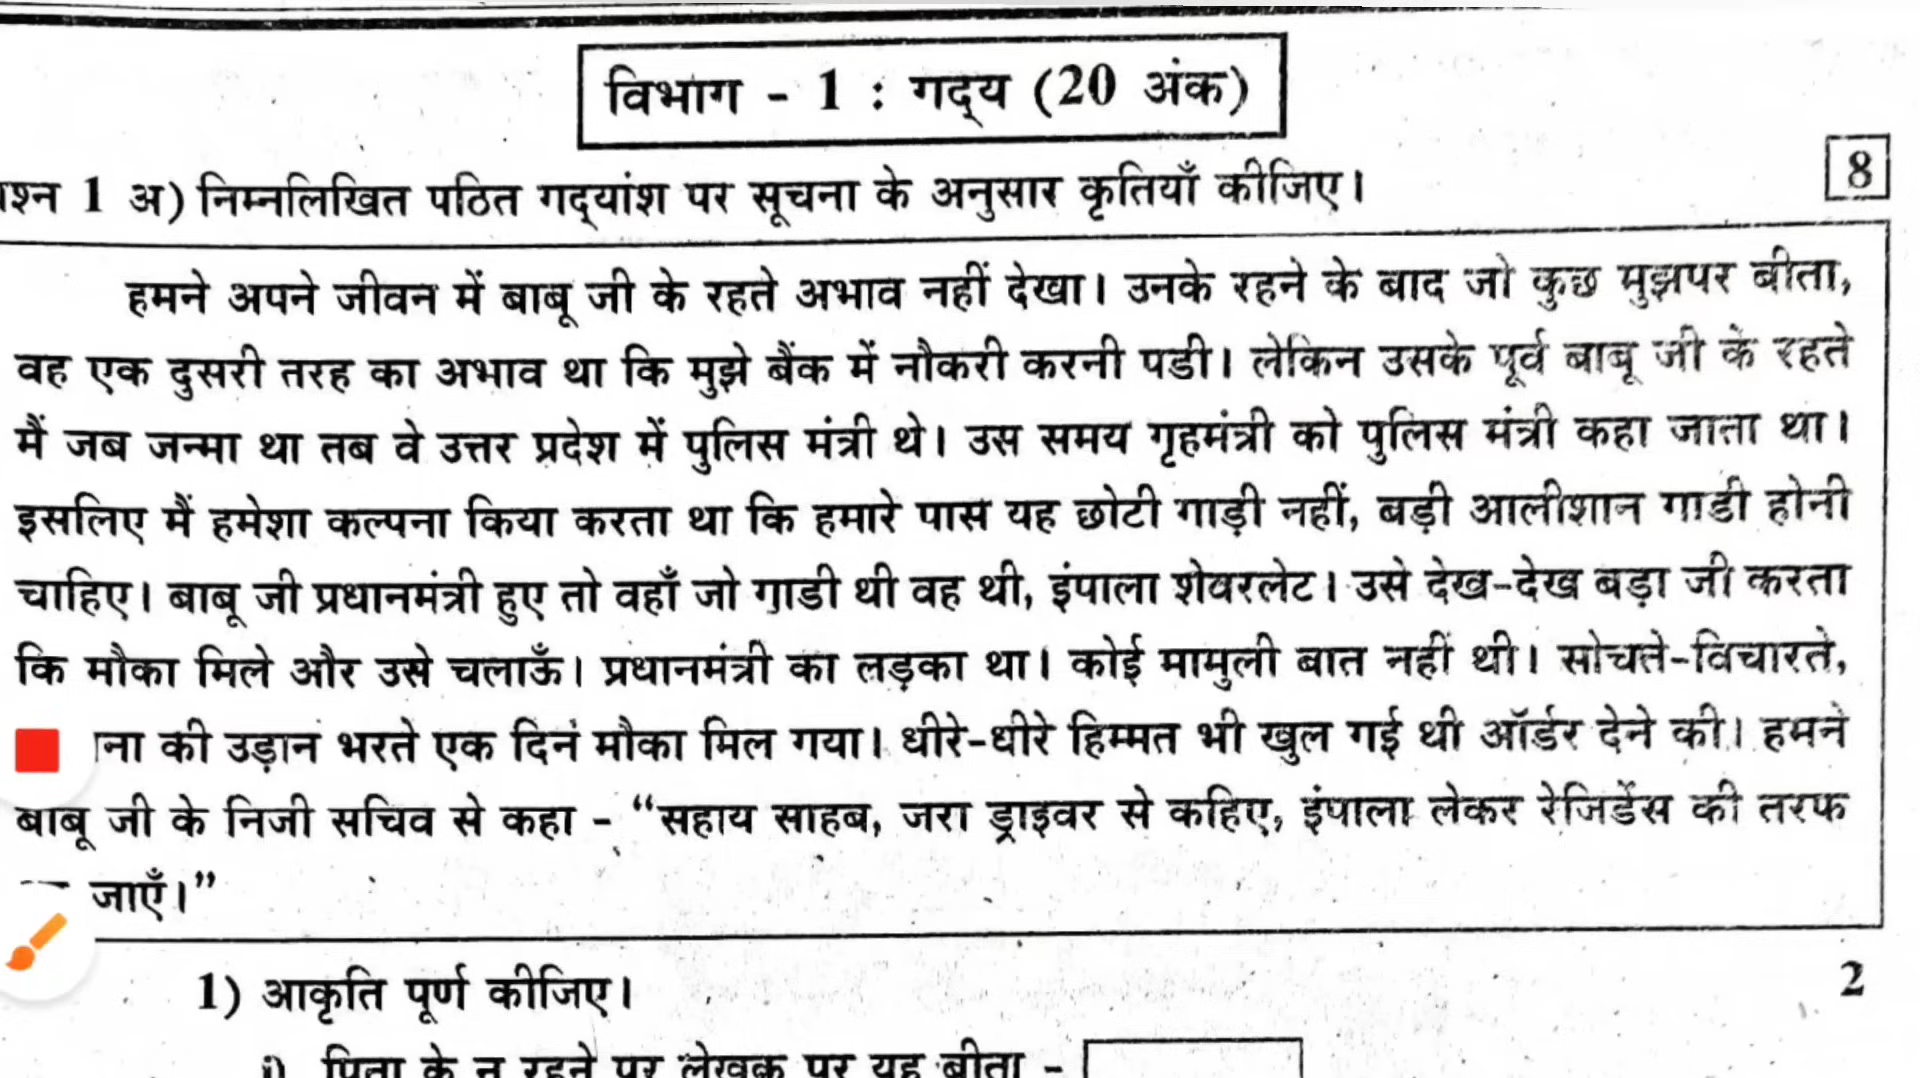 विभाग - 1 : गद्य (20 अंक)
प्रश्न 1 अ) निम्नलिखित पठित गद्यांश पर सूचना के अनुसार कृतियाँ कीजिए। 8
हमने अपने जीवन में बाबू जी के रहते अभाव नहीं देखा। उनके रहने के बाद जो कुछ मुझपर बीता,
वह एक दुसरी तरह का अभाव था कि मुझे बैंक में नौकरी करनी पडी। लेकिन उसके पूर्व बाबू जी के रहते
मैं जब जन्मा था तब वे उत्तर प्रदेश में पुलिस मंत्री थे। उस समय गृहमंत्री को पुलिस मंत्री कहा जाता था।
इसलिए मैं हमेशा कल्पना किया करता था कि हमारे पास यह छोटी गाड़ी नहीं, बड़ी आलीशान गाडी होनी
चाहिए। बाबू जी प्रधानमंत्री हुए तो वहाँ जो गाडी थी वह थी, इंपाला शेवरलेट। उसे देख-देख बड़ा जी करता
कि मौका मिले और उसे चलाऊँ। प्रधानमंत्री का लड़का था। कोई मामुली बात नहीं थी। सोचते-विचारते,
की उड़ान भरते एक दिन मौका मिल गया। धीरे-धीरे हिम्मत भी खुल गई थी ऑर्डर देने की। हमने
बाबू जी के निजी सचिव से कहा - “सहाय साहब, जरा ड्राइवर से कहिए, इंपाला लेकर रेजिडेंस की तरफ
जाएँ।”
1) आकृति पूर्ण कीजिए। 2
i) पिता के न रहने पर लेखक पर यह बीता -